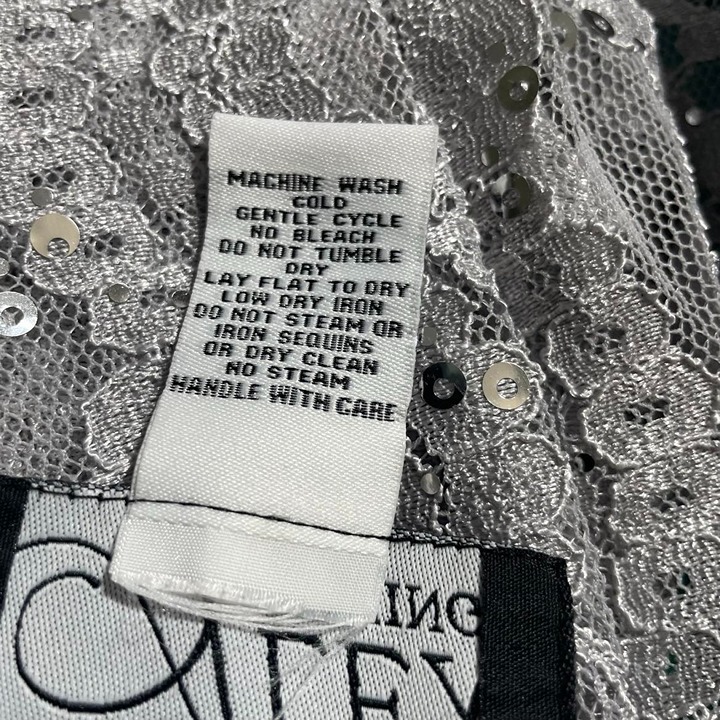 MACHINE WASH
COLD
GENTLE CYCLE
NO BLEACH
DO NOT TUMBLE
DRY
LAY FLAT TO DRY
LOW DRY IRON
DO NOT STEAM OR
IRON SEQUINS
OR DRY CLEAN
NO STEAM
HANDLE WITH CARE